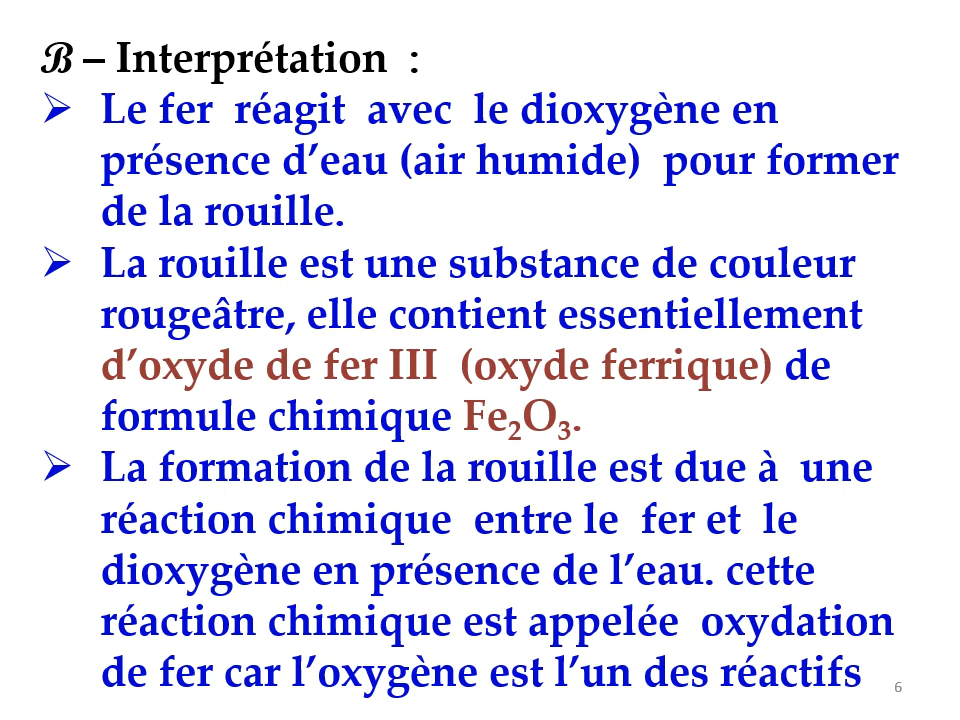 ℬ – Interprétation :
➢ Le fer réagit avec le dioxygène en
présence d’eau (air humide) pour former
de la rouille.
➢ La rouille est une substance de couleur
rougeâtre, elle contient essentiellement
d’oxyde de fer III (oxyde ferrique) de
formule chimique Fe₂O₃.
➢ La formation de la rouille est due à une
réaction chimique entre le fer et le
dioxygène en présence de l’eau. cette
réaction chimique est appelée oxydation
de fer car l’oxygène est l’un des réactifs
6